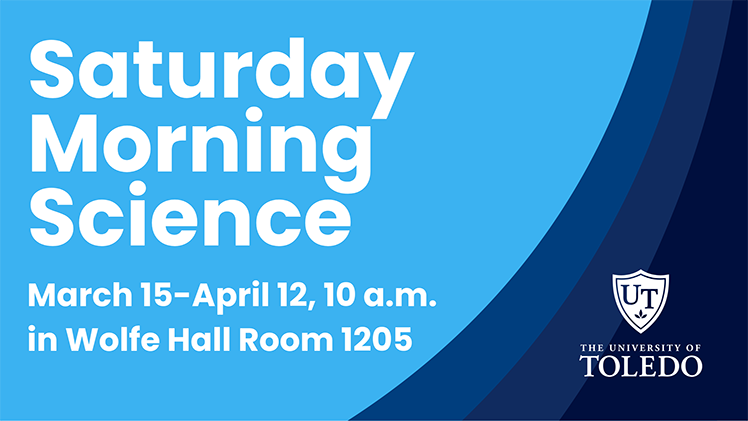 Saturday
Morning
Science
March 15-April 12, 10 a.m.
in Wolfe Hall Room 1205
UT
THE UNIVERSITY OF
TOLEDO